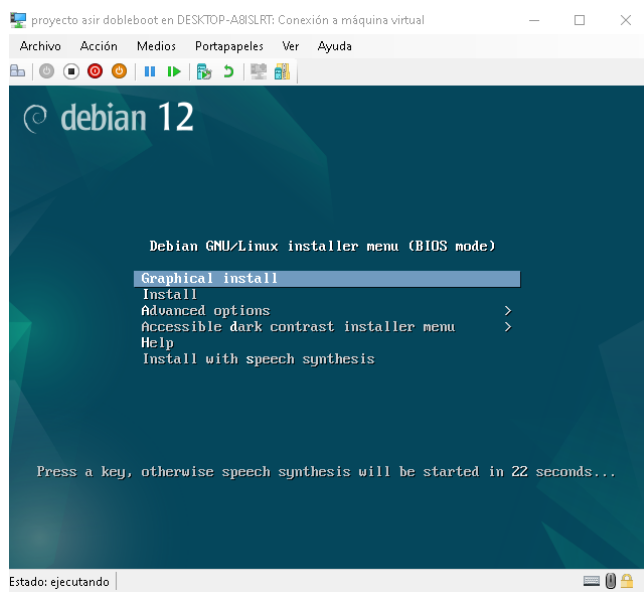 proyecto asir dobleboot en DESKTOP-A8ISLRT: Conexión a máquina virtual
Archivo Acción Medios Portapapeles Ver Ayuda
debian 12
Debian GNU/Linux installer menu (BIOS mode)
Graphical install
Install
Advanced options >
Accessible dark contrast installer menu >
Help
Install with speech synthesis
Press a key, otherwise speech synthesis will be started in 22 seconds...
Estado: ejecutando